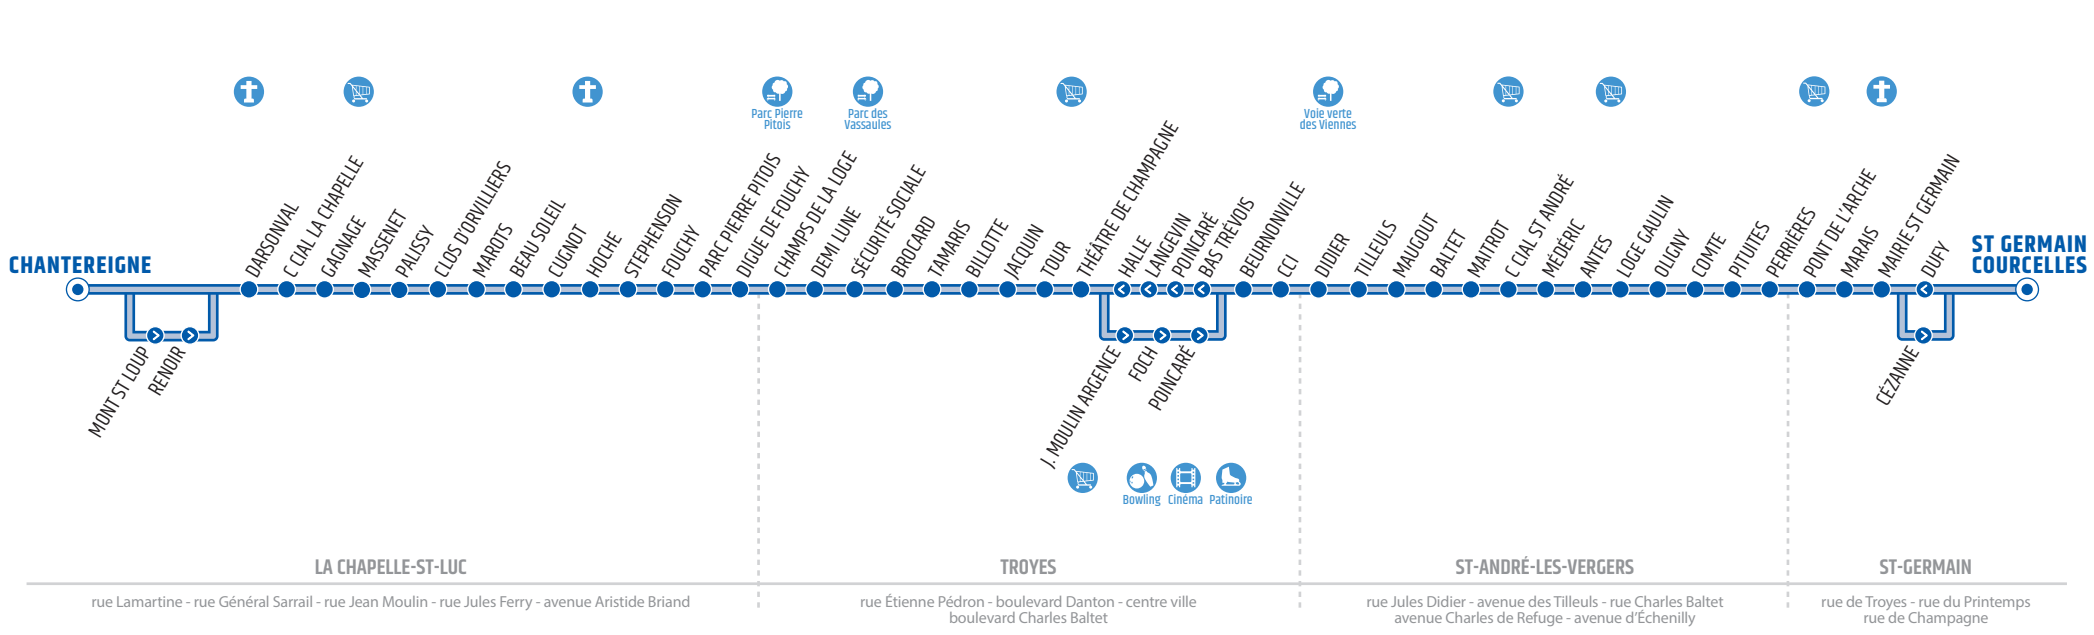 Parc Pierre
Pitois
Parc des
Vassaules
Voie verte
des Viennes
CHANTEREIGNE
MONT ST LOUP
RENOIR
DARSONVAL
C CIAL LA CHAPELLE
GAGNAGE
MASSENET
PALISSY
CLOS D'ORVILLIERS
MAROTS
BEAU SOLEIL
CUGNOT
HOCHE
STEPHENSON
FOUCHY
PARC PIERRE PITOIS
DIGUE DE FOUCHY
CHAMPS DE LA LOGE
DEMI LUNE
SÉCURITÉ SOCIALE
BROCARD
TAMARIS
BILLOTTE
JACQUIN
TOUR
THÉÂTRE DE CHAMPAGNE
HALLE
LANGEVIN
POINCARÉ
BAS TRÉVOIS
J. MOULIN ARGENCE
FOCH
POINCARÉ
BEURNONVILLE
CCI
DIDIER
TILLEULS
MAUGOUT
BALTET
MAITROT
C CIAL ST ANDRÉ
MÉDÉRIC
ANTES
LOGE GAULIN
OLIGNY
COMTE
PITUITES
PERRIÈRES
PONT DE L'ARCHE
MARAIS
MAIRIE ST GERMAIN
DUFY
CÉZANNE
ST GERMAIN
COURCELLES
Bowling
Cinéma
Patinoire
LA CHAPELLE-ST-LUC
TROYES
ST-ANDRÉ-LES-VERGERS
ST-GERMAIN
rue Lamartine - rue Général Sarrail - rue Jean Moulin - rue Jules Ferry - avenue Aristide Briand
rue Étienne Pédron - boulevard Danton - centre ville
boulevard Charles Baltet
rue Jules Didier - avenue des Tilleuls - rue Charles Baltet
avenue Charles de Refuge - avenue d'Échenilly
rue de Troyes - rue du Printemps
rue de Champagne